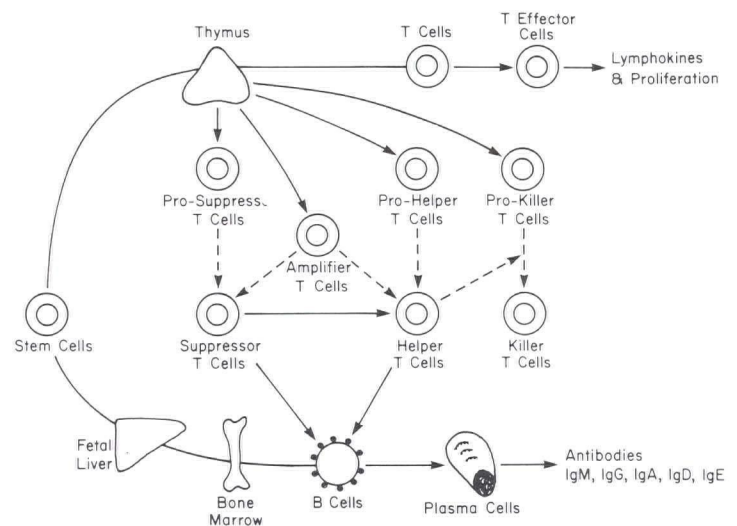 Thymus
T Cells
T Effector
Cells
Lymphokines
& Proliferation
T Cells
Pro-Helper
T Cells
Pro-Killer
T Cells
Amplifier
T Cells
Stem Cells
Suppressor
T Cells
Helper
T Cells
Killer
T Cells
Fetal
Liver
Bone
Marrow
B Cells
Plasma Cells
Antibodies
IgM, IgG, IgA, IgD, IgE